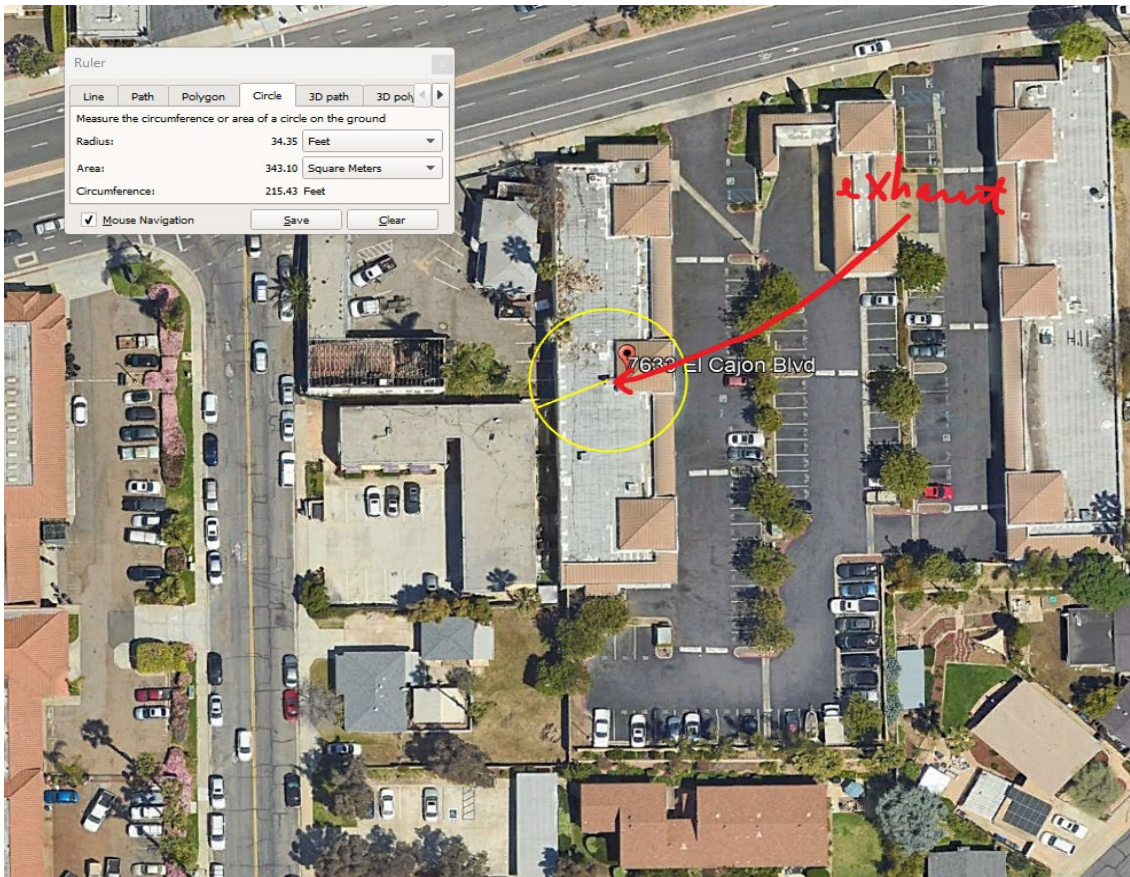 Ruler
Line Path Polygon Circle 3D path 3D poly
Measure the circumference or area of a circle on the ground
Radius: 34.35 Feet
Area: 343.10 Square Meters
Circumference: 215.43 Feet
Mouse Navigation Save Clear
exhaust
7633 El Cajon Blvd